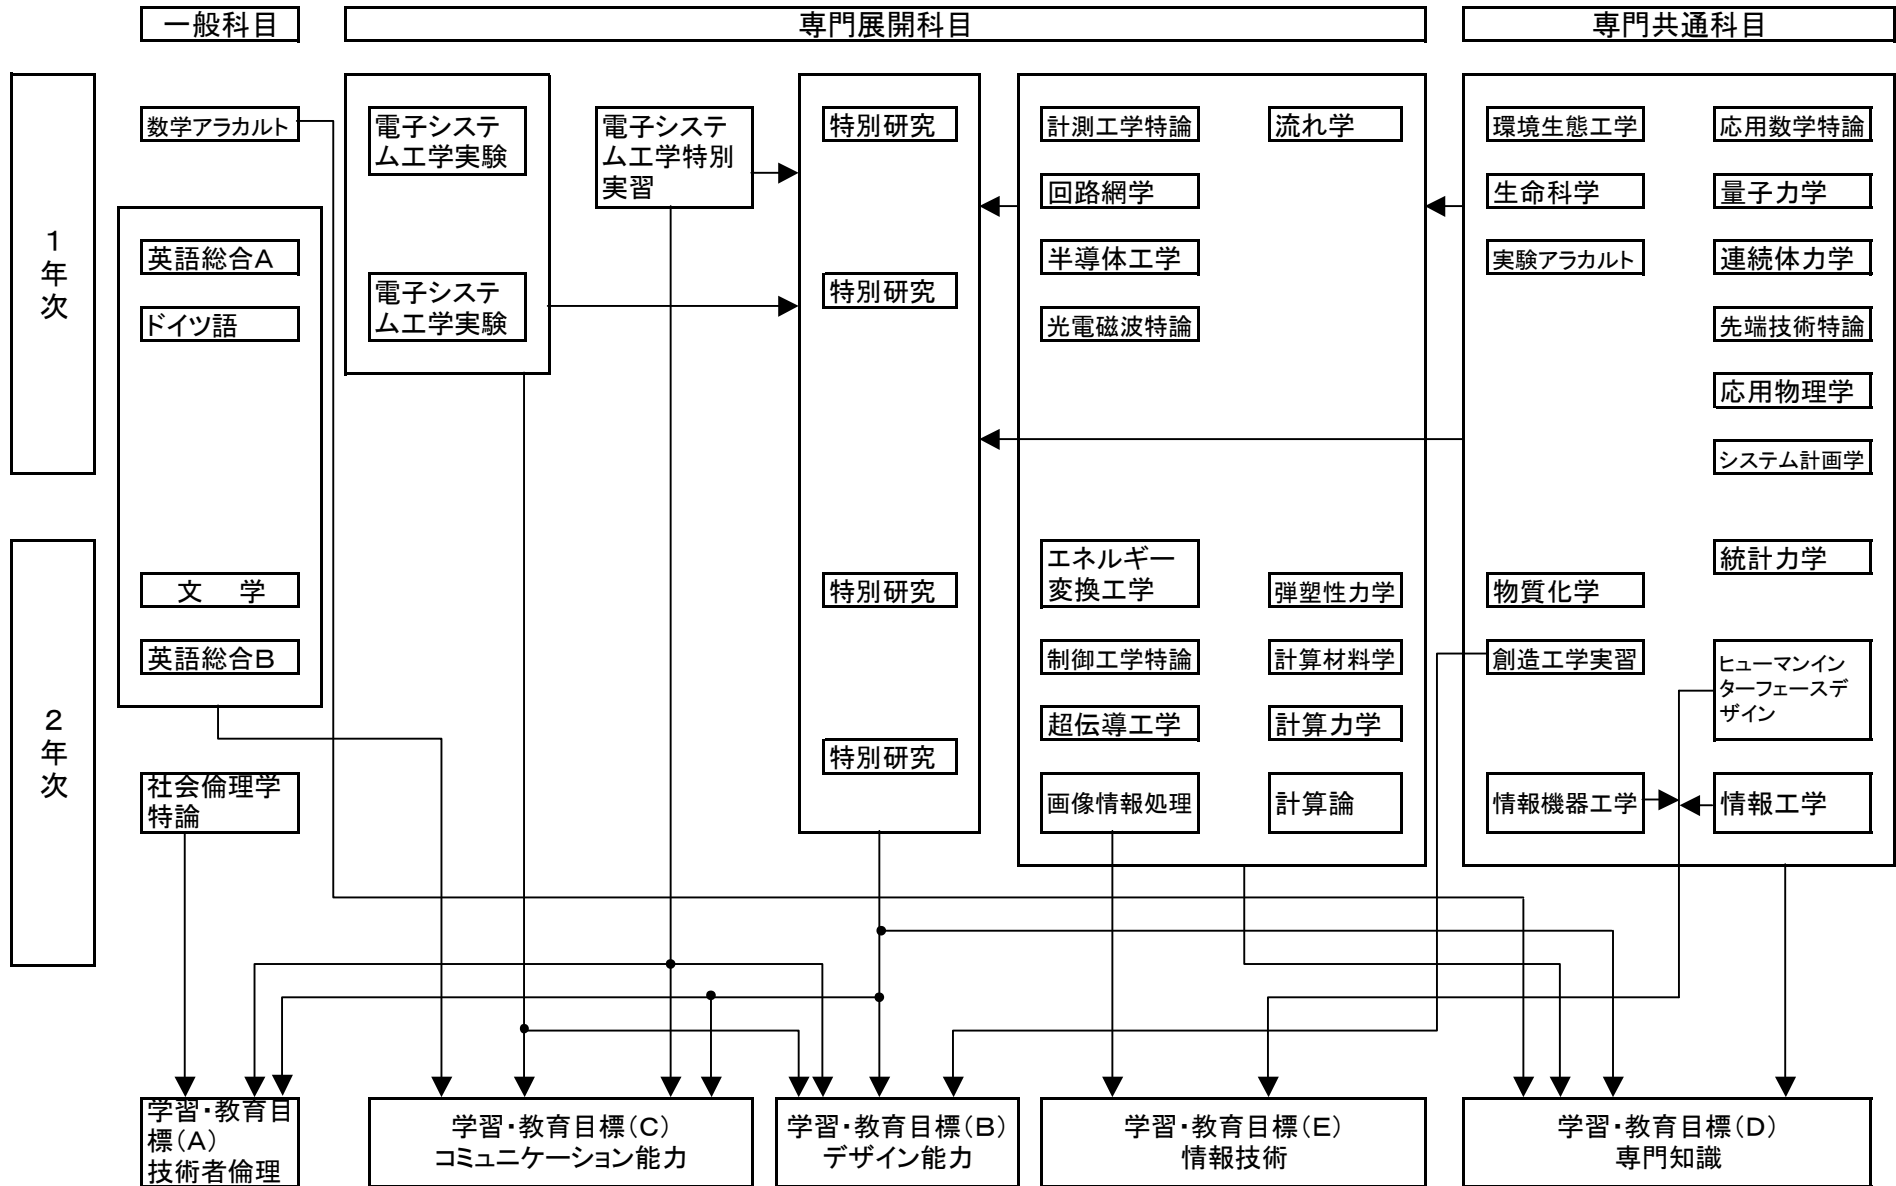 一般科目
専門展開科目
専門共通科目
1
年
次
数学アラカルト
電子システ
ム工学実験
電子システ
ム工学特別
実習
特別研究
計測工学特論
流れ学
環境生態工学
応用数学特論
回路網学
生命科学
量子力学
英語総合A
半導体工学
実験アラカルト
連続体力学
電子システ
ム工学実験
特別研究
ドイツ語
光電磁波特論
先端技術特論
応用物理学
システム計画学
2
年
次
エネルギー
変換工学
統計力学
文 学
特別研究
弾塑性力学
物質化学
英語総合B
制御工学特論
計算材料学
創造工学実習
ヒューマンイン
ターフェースデ
ザイン
超伝導工学
計算力学
特別研究
社会倫理学
特論
画像情報処理
計算論
情報機器工学
情報工学
学習・教育目
標(A)
技術者倫理
学習・教育目標(C)
コミュニケーション能力
学習・教育目標(B)
デザイン能力
学習・教育目標(E)
情報技術
学習・教育目標(D)
専門知識